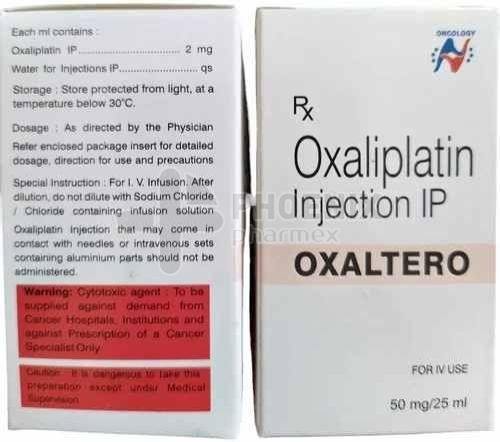 Each ml contains :
Oxaliplatin IP.................... 2 mg
Water for Injections IP................... qs
Storage : Store protected from light, at a
temperature below 30°C.
Dosage : As directed by the Physician
Refer enclosed package insert for detailed
dosage, direction for use and precautions
Special Instruction : For I. V. Infusion. After
dilution, do not dilute with Sodium Chloride
/ Chloride containing infusion solution
Oxaliplatin Injection that may come in
contact with needles or intravenous sets
containing aluminium parts should not be
administered.
Warning: Cytotoxic agent : To be
supplied against demand from
Cancer Hospitals, Institutions and
against Prescription of a Cancer
Specialist Only
Caution : It is dangerous to take this
preparation except under Medical
Supervision
ONCOLOGY
Rx
Oxaliplatin
Injection IP
OXALTERO
FOR IV USE
50 mg/25 ml
pharmex